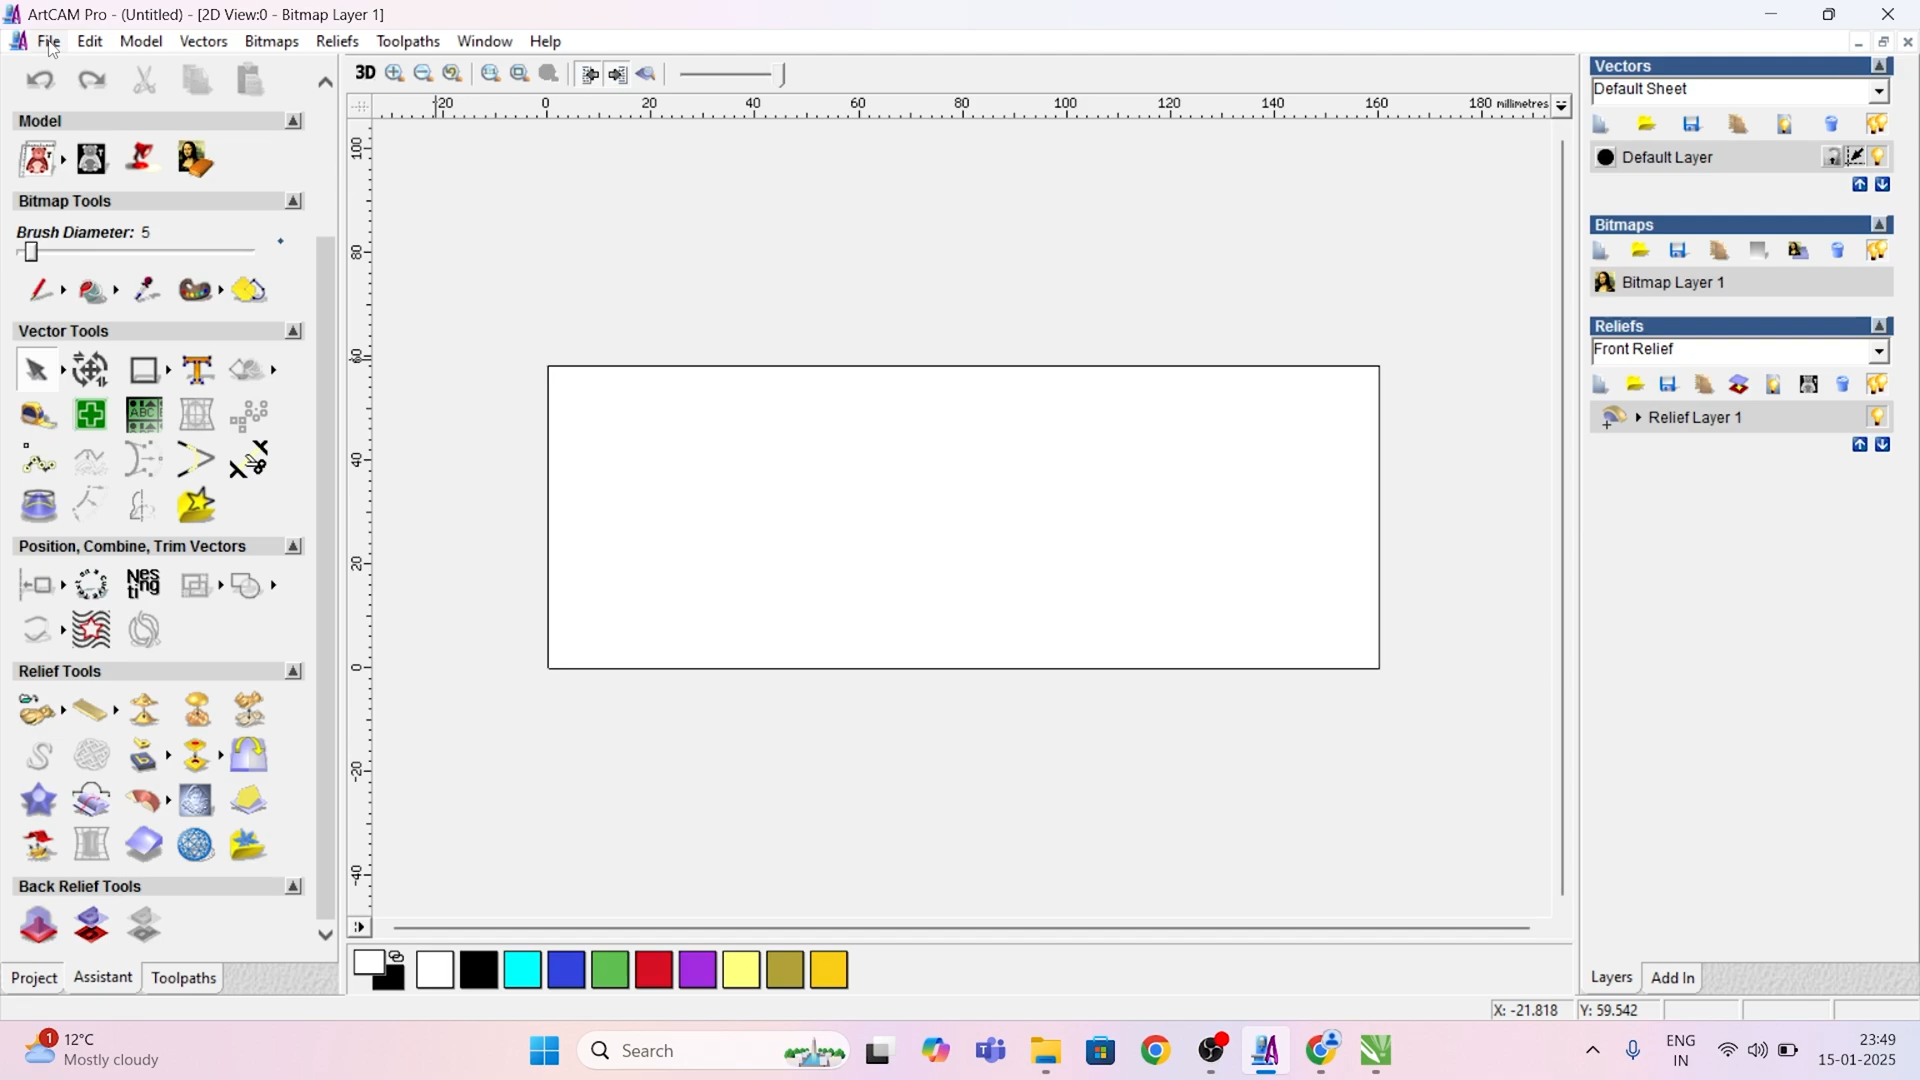 ArtCAM Pro - (Untitled) - [2D View:0 - Bitmap Layer 1]
File Edit Model Vectors Bitmaps Reliefs Toolpaths Window Help
3D
-20 0 20 40 60 80 100 120 140 160 180 millimetres
100
80
60
40
20
0
-20
-40
Model
Bitmap Tools
Brush Diameter: 5
Vector Tools
ABC
Position, Combine, Trim Vectors
Nes
ting
Relief Tools
Back Relief Tools
Project Assistant Toolpaths
Vectors
Default Sheet
Default Layer
Bitmaps
Bitmap Layer 1
Reliefs
Front Relief
Relief Layer 1
Layers Add In
X: -21.818 Y: 59.542
1
12°C
Mostly cloudy
Search
ENG
IN
23:49
15-01-2025